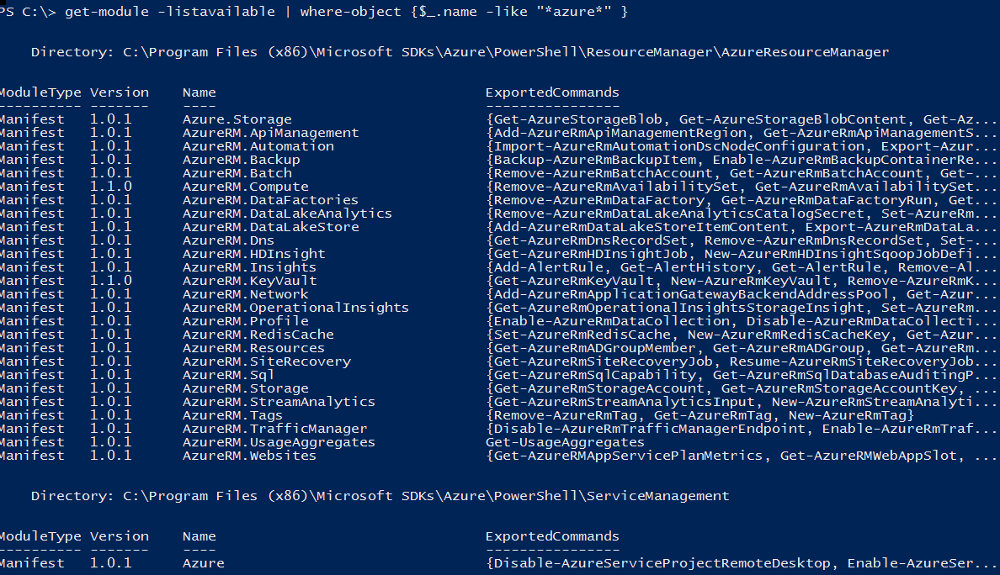 PS C:\> get-module -listavailable | where-object {$_.name -like "*azure*" }
Directory: C:\Program Files (x86)\Microsoft SDKs\Azure\PowerShell\ResourceManager\AzureResourceManager
ModuleType Version Name ExportedCommands
---------- ------- ---- ----------------
Manifest 1.0.1 Azure.Storage {Get-AzureStorageBlob, Get-AzureStorageBlobContent, Get-Az...
Manifest 1.0.1 AzureRM.ApiManagement {Add-AzureRmApiManagementRegion, Get-AzureRmApiManagementS...
Manifest 1.0.1 AzureRM.Automation {Import-AzureRmAutomationDscNodeConfiguration, Export-Azur...
Manifest 1.0.1 AzureRM.Backup {Backup-AzureRmBackupItem, Enable-AzureRmBackupContainerRe...
Manifest 1.0.1 AzureRM.Batch {Remove-AzureRmBatchAccount, Get-AzureRmBatchAccount, Get-...
Manifest 1.1.0 AzureRM.Compute {Remove-AzureRmAvailabilitySet, Get-AzureRmAvailabilitySet...
Manifest 1.0.1 AzureRM.DataFactories {Remove-AzureRmDataFactory, Get-AzureRmDataFactoryRun, Get...
Manifest 1.0.1 AzureRM.DataLakeAnalytics {Remove-AzureRmDataLakeAnalyticsCatalogSecret, Set-AzureRm...
Manifest 1.0.1 AzureRM.DataLakeStore {Add-AzureRmDataLakeStoreItemContent, Export-AzureRmDataLa...
Manifest 1.0.1 AzureRM.Dns {Get-AzureRmDnsRecordSet, Remove-AzureRmDnsRecordSet, Set-...
Manifest 1.0.1 AzureRM.HDInsight {Get-AzureRmHDInsightJob, New-AzureRmHDInsightSqoopJobDefi...
Manifest 1.0.1 AzureRM.Insights {Add-AlertRule, Get-AlertHistory, Get-AlertRule, Remove-Al...
Manifest 1.1.0 AzureRM.KeyVault {Get-AzureRmKeyVault, New-AzureRmKeyVault, Remove-AzureRmK...
Manifest 1.0.1 AzureRM.Network {Add-AzureRmApplicationGatewayBackendAddressPool, Get-Azur...
Manifest 1.0.1 AzureRM.OperationalInsights {Get-AzureRmOperationalInsightsStorageInsight, Set-AzureRm...
Manifest 1.0.1 AzureRM.Profile {Enable-AzureRmDataCollection, Disable-AzureRmDataCollecti...
Manifest 1.0.1 AzureRM.RedisCache {Set-AzureRmRedisCache, New-AzureRmRedisCacheKey, Get-Azur...
Manifest 1.0.1 AzureRM.Resources {Get-AzureRmADGroupMember, Get-AzureRmADGroup, Get-AzureRm...
Manifest 1.0.1 AzureRM.SiteRecovery {Get-AzureRmSiteRecoveryJob, Resume-AzureRmSiteRecoveryJob...
Manifest 1.0.1 AzureRM.Sql {Get-AzureRmSqlCapability, Get-AzureRmSqlDatabaseAuditingP...
Manifest 1.0.1 AzureRM.Storage {Get-AzureRmStorageAccount, Get-AzureRmStorageAccountKey, ...
Manifest 1.0.1 AzureRM.StreamAnalytics {Get-AzureRmStreamAnalyticsInput, New-AzureRmStreamAnalyti...
Manifest 1.0.1 AzureRM.Tags {Remove-AzureRmTag, Get-AzureRmTag, New-AzureRmTag}
Manifest 1.0.1 AzureRM.TrafficManager {Disable-AzureRmTrafficManagerEndpoint, Enable-AzureRmTraf...
Manifest 1.0.1 AzureRM.UsageAggregates Get-UsageAggregates
Manifest 1.0.1 AzureRM.Websites {Get-AzureRMAppServicePlanMetrics, Get-AzureRMWebAppSlot, ...
Directory: C:\Program Files (x86)\Microsoft SDKs\Azure\PowerShell\ServiceManagement
ModuleType Version Name ExportedCommands
---------- ------- ---- ----------------
Manifest 1.0.1 Azure {Disable-AzureServiceProjectRemoteDesktop, Enable-AzureSer...